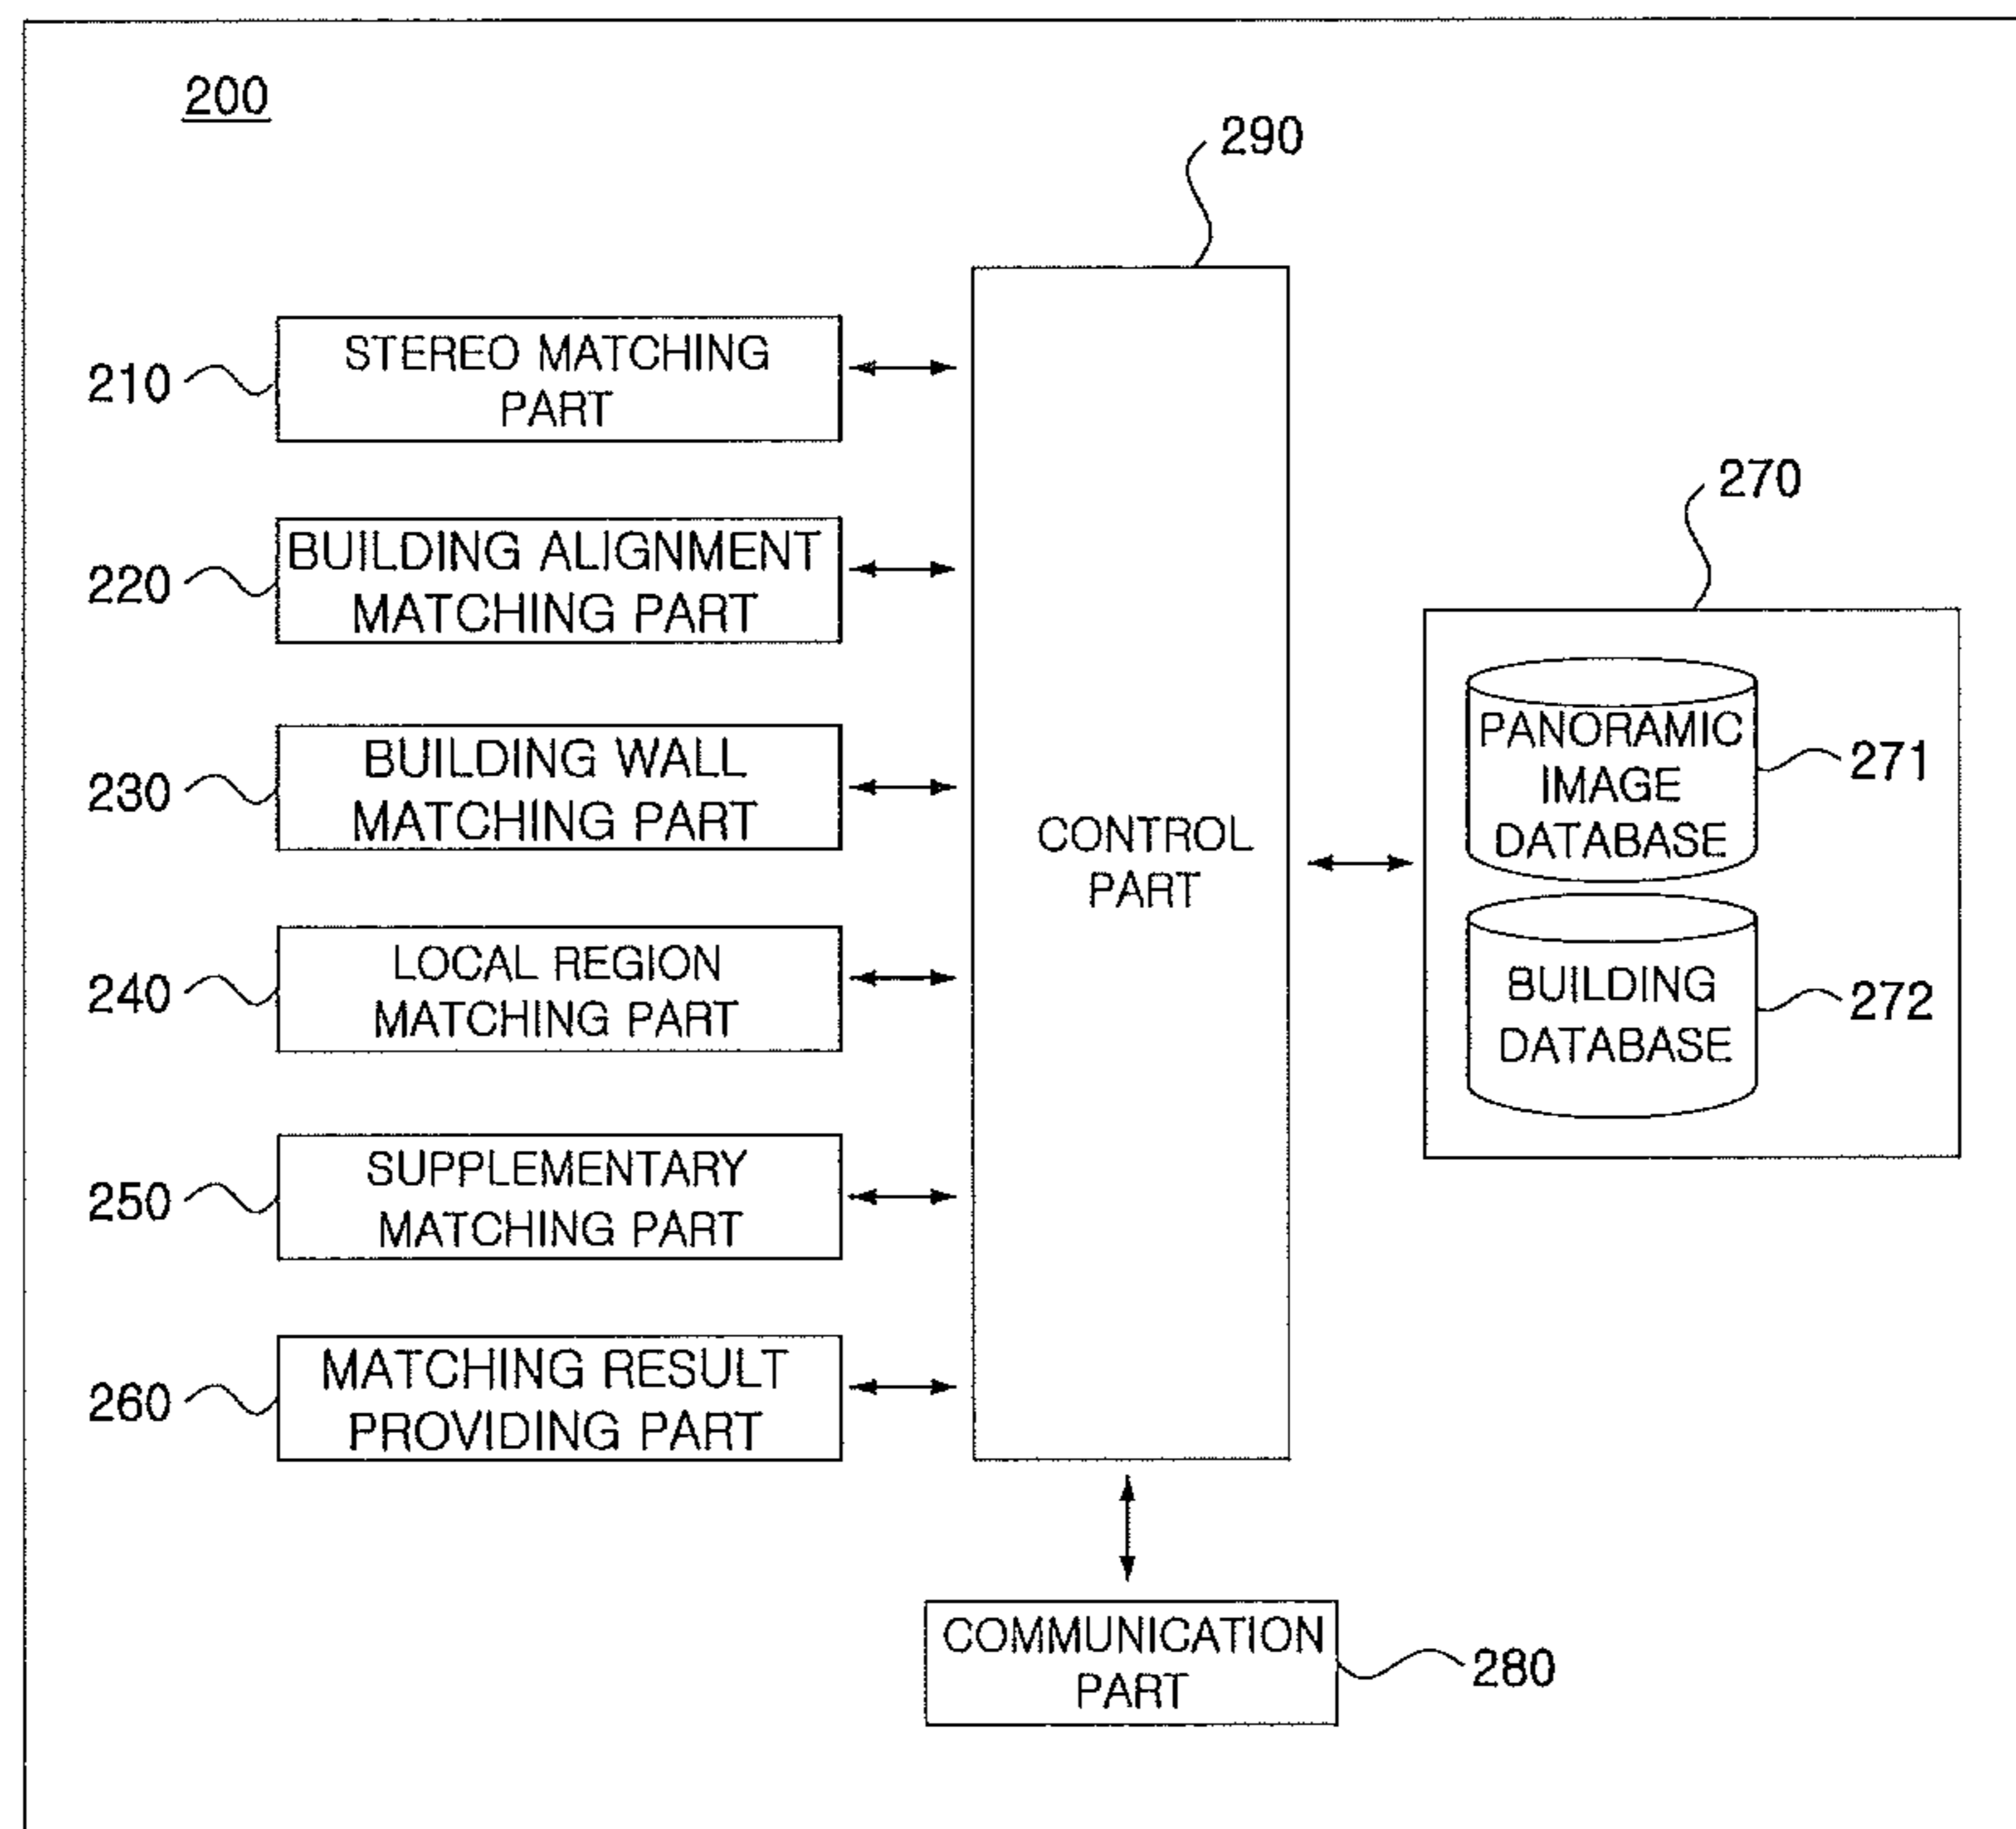 200
290
210
STEREO MATCHING
PART
220
BUILDING ALIGNMENT
MATCHING PART
230
BUILDING WALL
MATCHING PART
240
LOCAL REGION
MATCHING PART
250
SUPPLEMENTARY
MATCHING PART
260
MATCHING RESULT
PROVIDING PART
CONTROL
PART
270
PANORAMIC
IMAGE
DATABASE
271
BUILDING
DATABASE
272
COMMUNICATION
PART
280